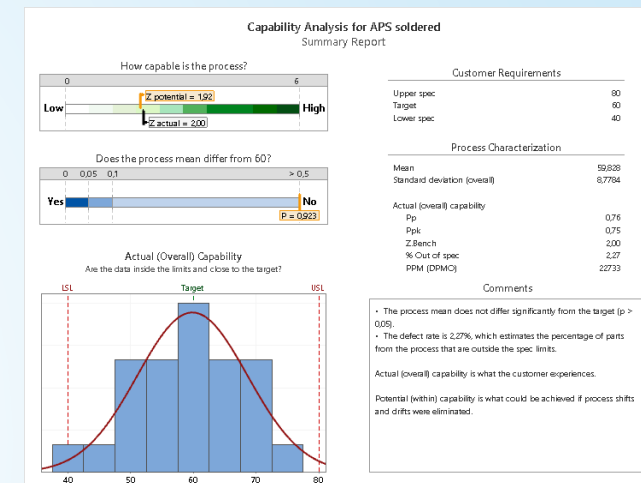 Capability Analysis for APS soldered
Summary Report
How capable is the process?
0 6
Z potential = 1,92
Low High
Z actual = 2,00
Does the process mean differ from 60?
0 0,05 0,1 > 0,5
Yes No
P = 0,923
Actual (Overall) Capability
Are the data inside the limits and close to the target?
LSL Target USL
40 50 60 70 80
Customer Requirements
Upper spec 80
Target 60
Lower spec 40
Process Characterization
Mean 59,828
Standard deviation (overall) 8,7784
Actual (overall) capability
Pp 0,76
Ppk 0,75
Z.Bench 2,00
% Out of spec 2,27
PPM (DPMO) 22733
Comments
• The process mean does not differ significantly from the target (p >
0,05).
• The defect rate is 2,27%, which estimates the percentage of parts
from the process that are outside the spec limits.
Actual (overall) capability is what the customer experiences.
Potential (within) capability is what could be achieved if process shifts
and drifts were eliminated.